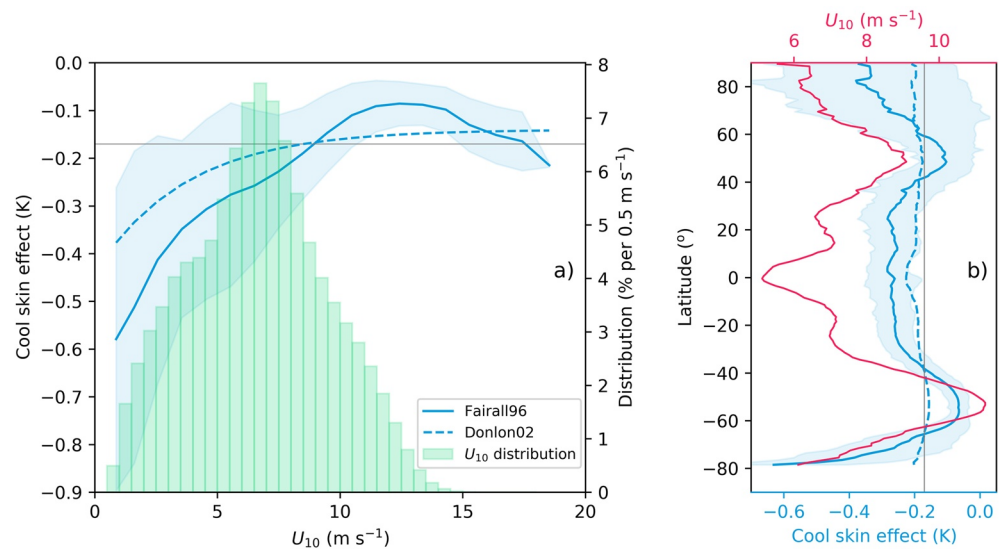 U₁₀ (m s⁻¹)
6 8 10
0.0
−0.1
−0.2
−0.3
−0.4
−0.5
−0.6
−0.7
−0.8
−0.9
Cool skin effect (K)
0 5 10 15 20
U₁₀ (m s⁻¹)
8
7
6
5
4
3
2
1
0
Distribution (% per 0.5 m s⁻¹)
a)
Fairall96
Donlon02
U₁₀ distribution
80
60
40
20
0
−20
−40
−60
−80
Latitude (°)
b)
−0.6 −0.4 −0.2 0.0
Cool skin effect (K)